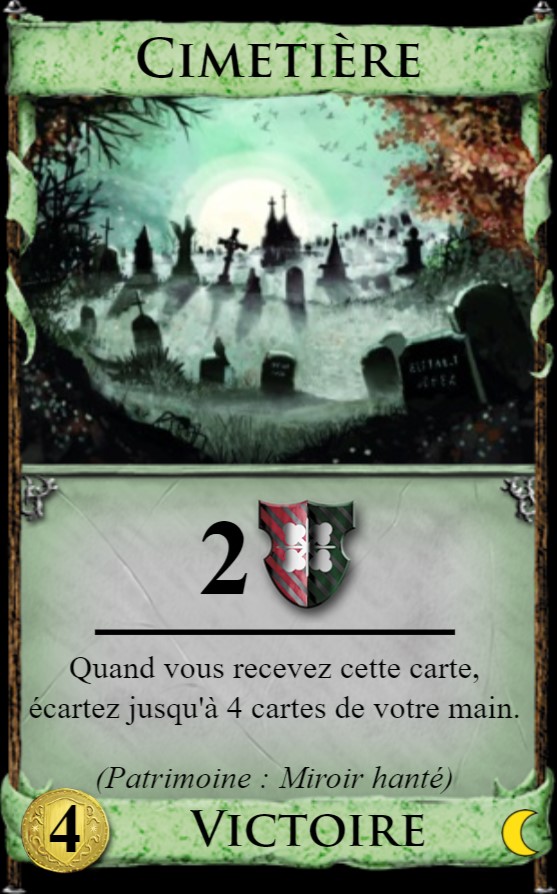 Cimetière
2
Quand vous recevez cette carte,
écartez jusqu'à 4 cartes de votre main.
(Patrimoine : Miroir hanté)
4 Victoire